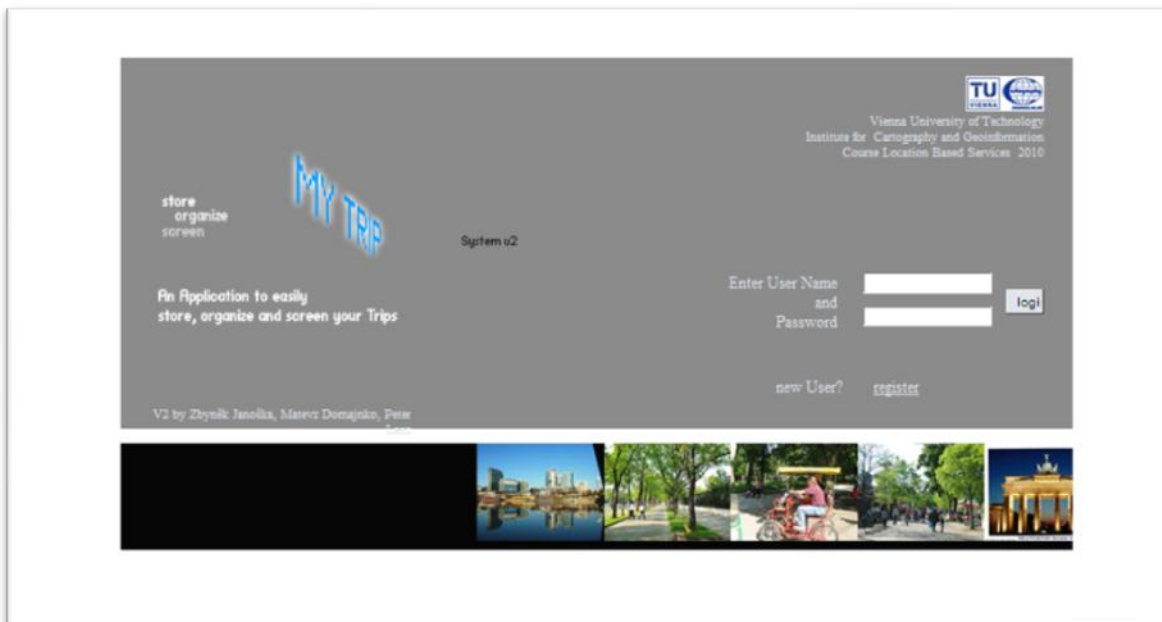 TU
VIENNA
Vienna University of Technology
Institute for Cartography and Geoinformation
Course Location Based Services 2010
MY TRIP
store
organize
screen
System v2
An Application to easily
store, organize and screen your Trips
Enter User Name
and
Password
logi
new User?
register
V2 by Zbyněk Janoška, Matevz Domajnko, Peter